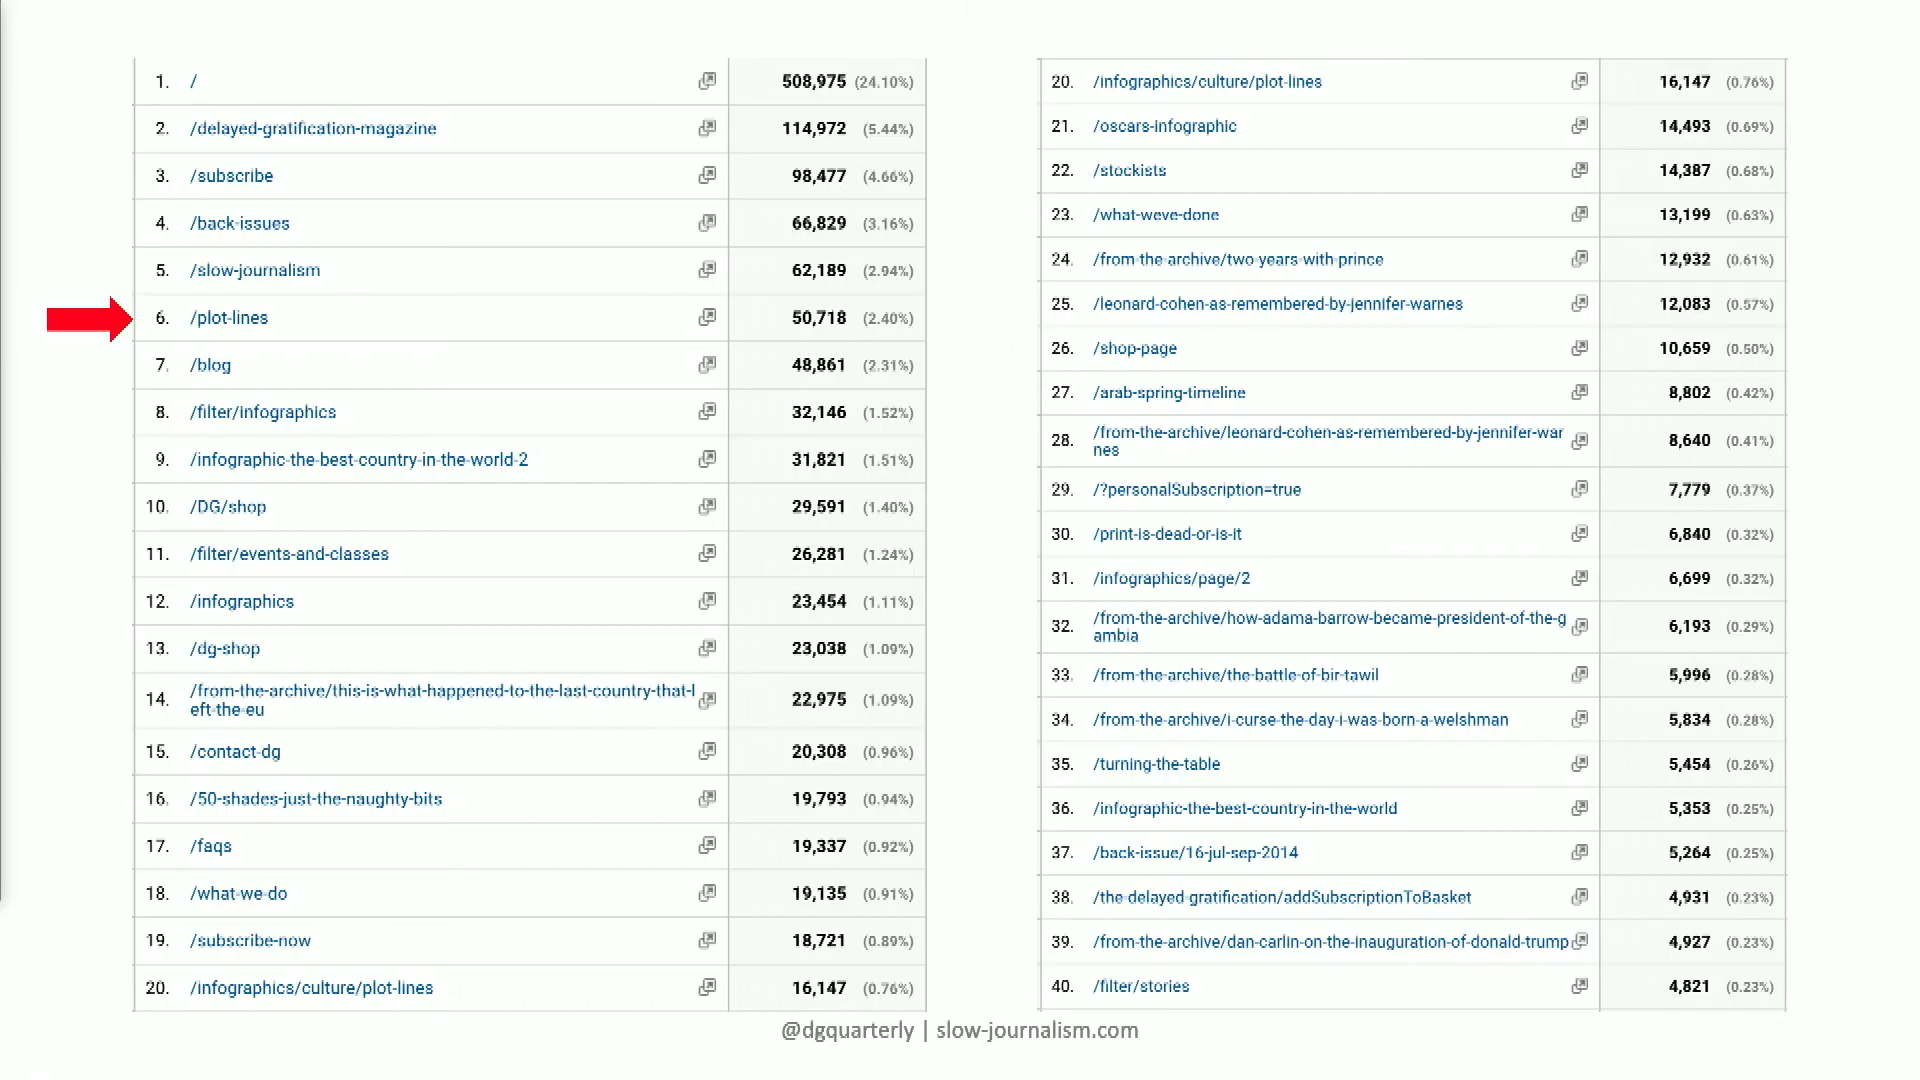 1. / 508,975 (24.10%)
2. /delayed-gratification-magazine 114,972 (5.44%)
3. /subscribe 98,477 (4.66%)
4. /back-issues 66,829 (3.16%)
5. /slow-journalism 62,189 (2.94%)
6. /plot-lines 50,718 (2.40%)
7. /blog 48,861 (2.31%)
8. /filter/infographics 32,146 (1.52%)
9. /infographic-the-best-country-in-the-world-2 31,821 (1.51%)
10. /DG/shop 29,591 (1.40%)
11. /filter/events-and-classes 26,281 (1.24%)
12. /infographics 23,454 (1.11%)
13. /dg-shop 23,038 (1.09%)
14. /from-the-archive/this-is-what-happened-to-the-last-country-that-l
eft-the-eu 22,975 (1.09%)
15. /contact-dg 20,308 (0.96%)
16. /50-shades-just-the-naughty-bits 19,793 (0.94%)
17. /faqs 19,337 (0.92%)
18. /what-we-do 19,135 (0.91%)
19. /subscribe-now 18,721 (0.89%)
20. /infographics/culture/plot-lines 16,147 (0.76%)
20. /infographics/culture/plot-lines 16,147 (0.76%)
21. /oscars-infographic 14,493 (0.69%)
22. /stockists 14,387 (0.68%)
23. /what-weve-done 13,199 (0.63%)
24. /from-the-archive/two-years-with-prince 12,932 (0.61%)
25. /leonard-cohen-as-remembered-by-jennifer-warnes 12,083 (0.57%)
26. /shop-page 10,659 (0.50%)
27. /arab-spring-timeline 8,802 (0.42%)
28. /from-the-archive/leonard-cohen-as-remembered-by-jennifer-war
nes 8,640 (0.41%)
29. /?personalSubscription=true 7,779 (0.37%)
30. /print-is-dead-or-is-it 6,840 (0.32%)
31. /infographics/page/2 6,699 (0.32%)
32. /from-the-archive/how-adama-barrow-became-president-of-the-g
ambia 6,193 (0.29%)
33. /from-the-archive/the-battle-of-bir-tawil 5,996 (0.28%)
34. /from-the-archive/i-curse-the-day-i-was-born-a-welshman 5,834 (0.28%)
35. /turning-the-table 5,454 (0.26%)
36. /infographic-the-best-country-in-the-world 5,353 (0.25%)
37. /back-issue/16-jul-sep-2014 5,264 (0.25%)
38. /the-delayed-gratification/addSubscriptionToBasket 4,931 (0.23%)
39. /from-the-archive/dan-carlin-on-the-inauguration-of-donald-trump 4,927 (0.23%)
40. /filter/stories 4,821 (0.23%)
@dgquarterly | slow-journalism.com